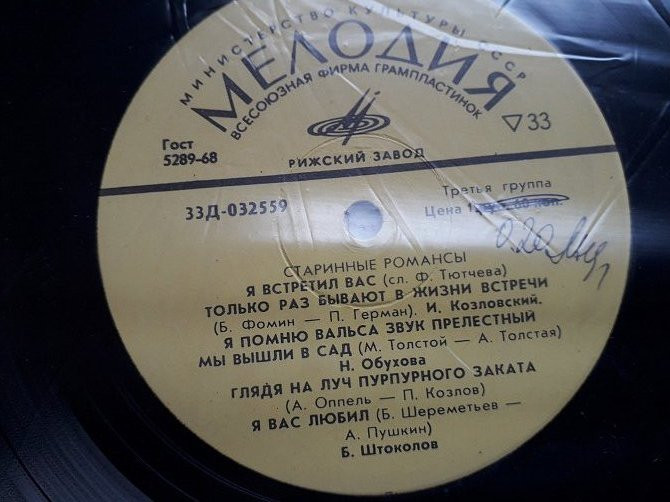 МИНИСТЕРСТВО КУЛЬТУРЫ СССР
МЕЛОДИЯ
ВСЕСОЮЗНАЯ ФИРМА ГРАМПЛАСТИНОК
33
Гост
5289-68
РИЖСКИЙ ЗАВОД
33Д-032559
Третья группа
Цена
СТАРИННЫЕ РОМАНСЫ
Я ВСТРЕТИЛ ВАС (сл. Ф. Тютчева)
ТОЛЬКО РАЗ БЫВАЮТ В ЖИЗНИ ВСТРЕЧИ
(Б. Фомин — П. Герман). И. Козловский.
Я ПОМНЮ ВАЛЬСА ЗВУК ПРЕЛЕСТНЫЙ
МЫ ВЫШЛИ В САД (М. Толстой — А. Толстая)
Н. Обухова
ГЛЯДЯ НА ЛУЧ ПУРПУРНОГО ЗАКАТА
(А. Оппель — П. Козлов)
Я ВАС ЛЮБИЛ (Б. Шереметьев —
А. Пушкин)
Б. Штоколов